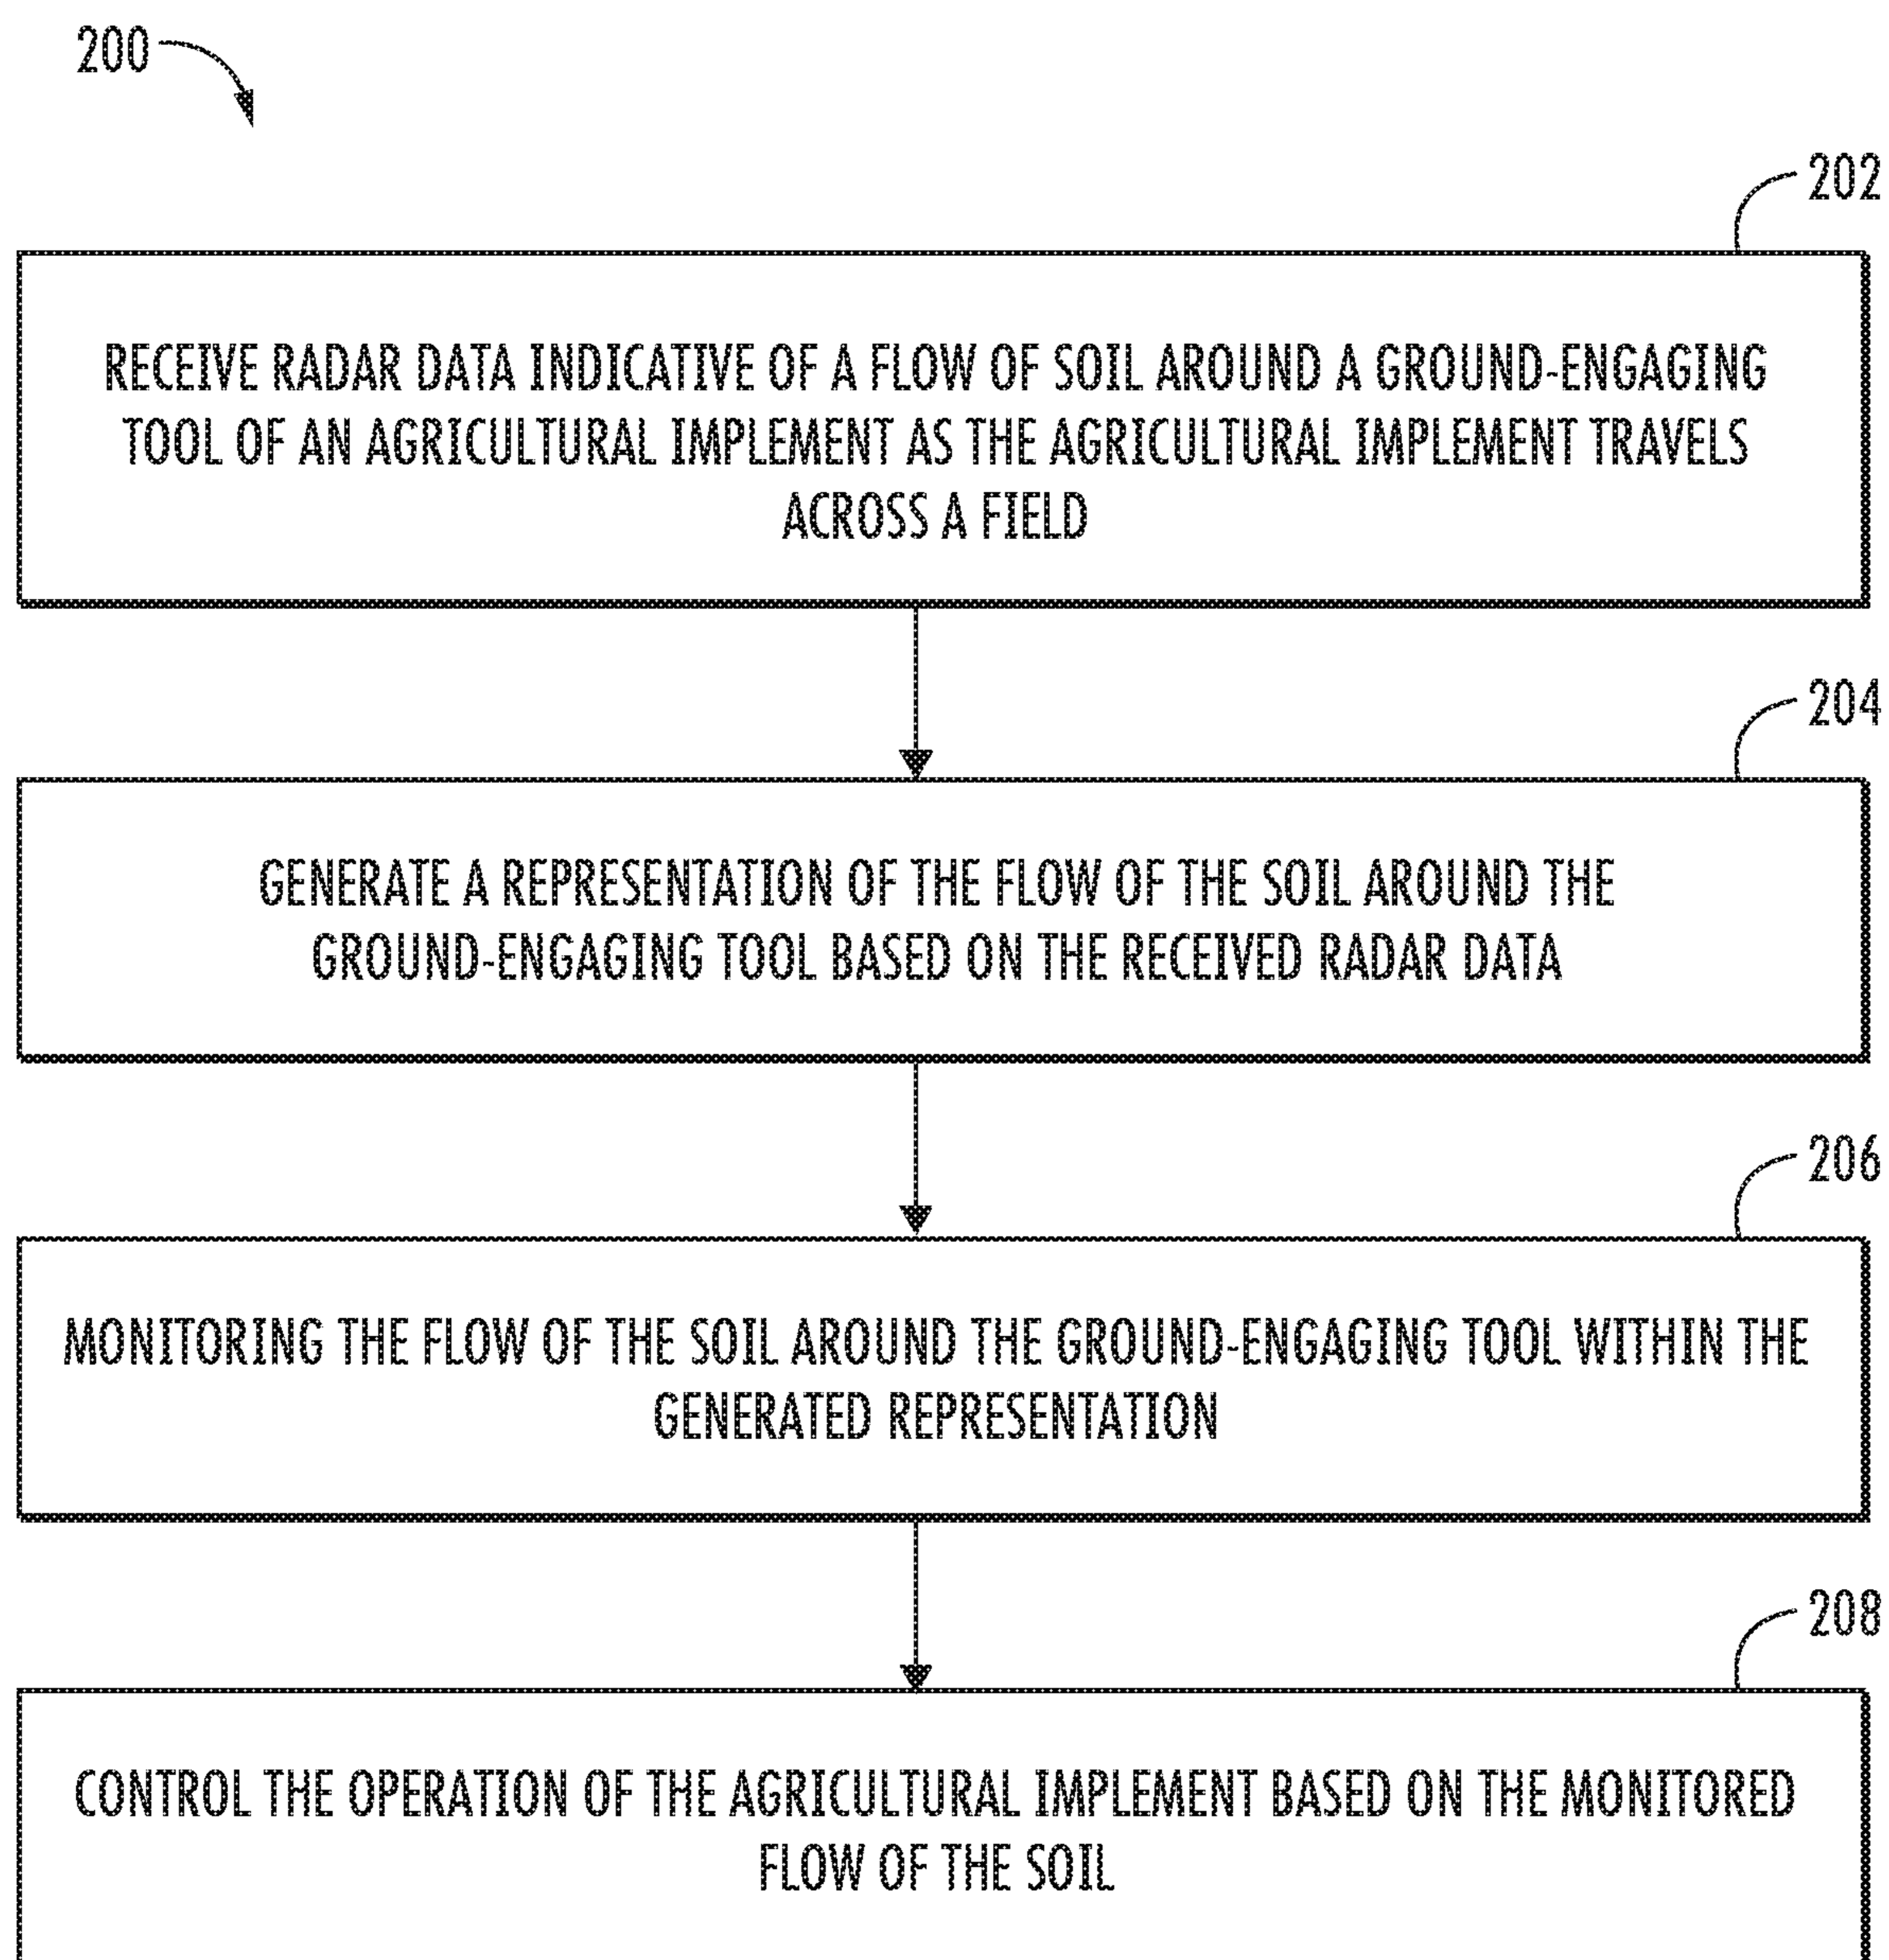 200
202
RECEIVE RADAR DATA INDICATIVE OF A FLOW OF SOIL AROUND A GROUND-ENGAGING
TOOL OF AN AGRICULTURAL IMPLEMENT AS THE AGRICULTURAL IMPLEMENT TRAVELS
ACROSS A FIELD
204
GENERATE A REPRESENTATION OF THE FLOW OF THE SOIL AROUND THE
GROUND-ENGAGING TOOL BASED ON THE RECEIVED RADAR DATA
206
MONITORING THE FLOW OF THE SOIL AROUND THE GROUND-ENGAGING TOOL WITHIN THE
GENERATED REPRESENTATION
208
CONTROL THE OPERATION OF THE AGRICULTURAL IMPLEMENT BASED ON THE MONITORED
FLOW OF THE SOIL